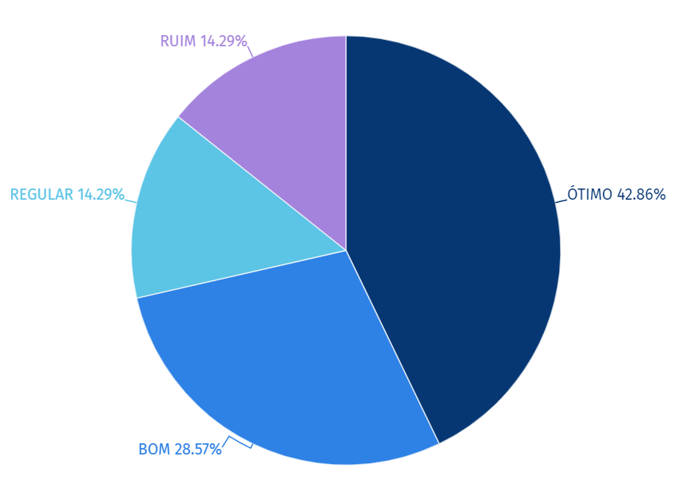 RUIM 14.29%
REGULAR 14.29%
ÓTIMO 42.86%
BOM 28.57%